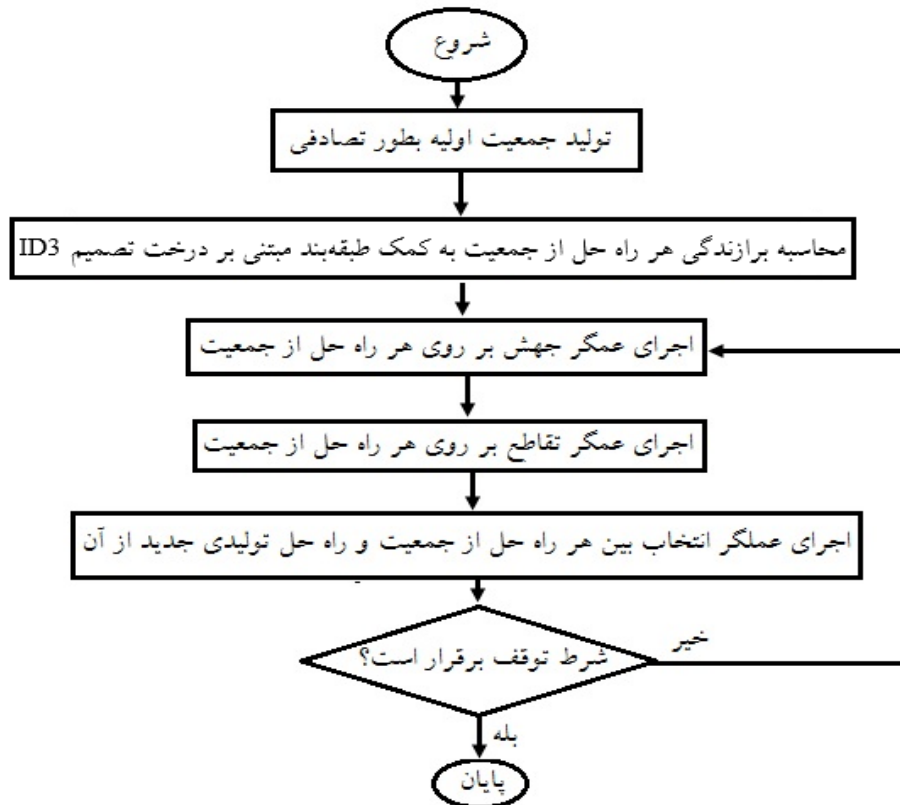 شروع
تولید جمعیت اولیه بطور تصادفی
محاسبه برازندگی هر راه حل از جمعیت به کمک طبقه‌بند مبتنی بر درخت تصمیم ID3
اجرای عمگر جهش بر روی هر راه حل از جمعیت
اجرای عمگر تقاطع بر روی هر راه حل از جمعیت
اجرای عملگر انتخاب بین هر راه حل از جمعیت و راه حل تولیدی جدید از آن
خیر
شرط توقف برقرار است؟
بله
پایان